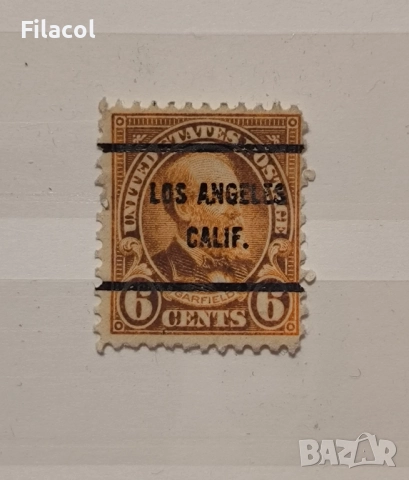 Filacol
UNITED STATES POSTAGE
LOS ANGELES
CALIF.
GARFIELD
6 CENTS 6
BAZAR